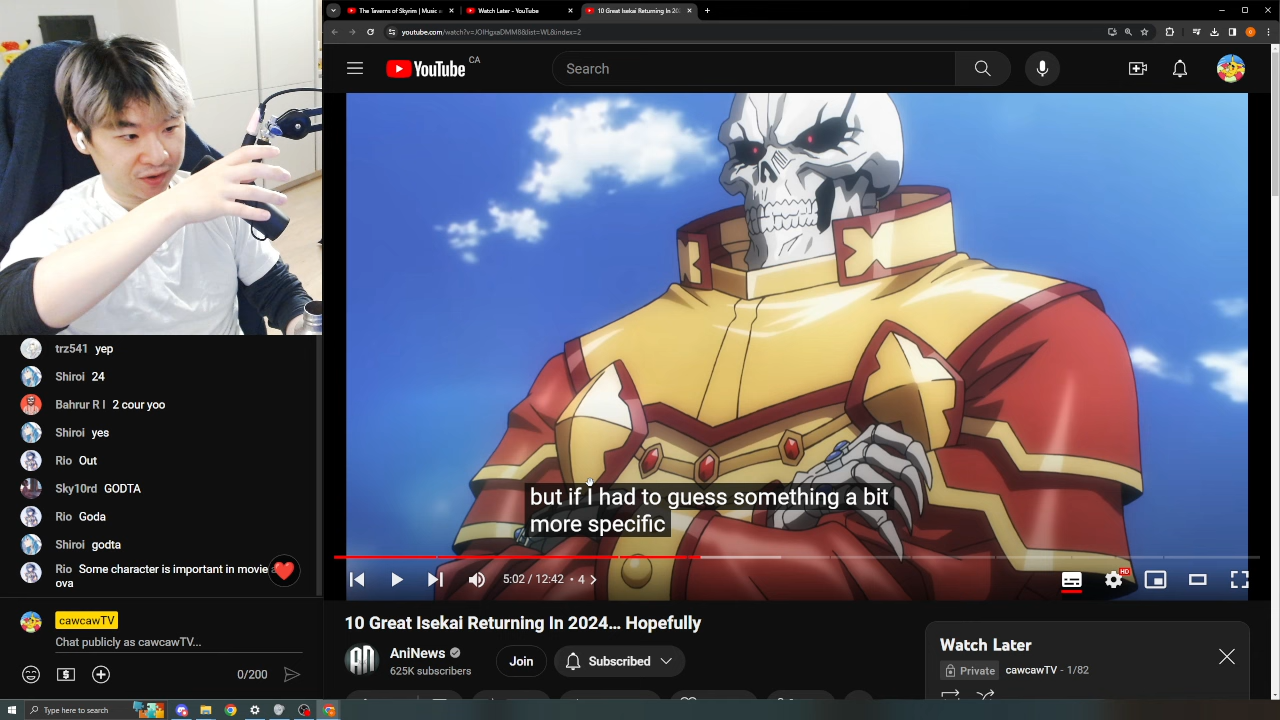 The Taverns of Skyrim | Music
Watch Later - YouTube
10 Great Isekai Returning In 202
youtube.com/watch?v=JOlHgxaDMM8&list=WL&index=2
YouTube CA
Search
but if I had to guess something a bit
more specific
5:02 / 12:42 • 4
HD
10 Great Isekai Returning In 2024... Hopefully
AN
AniNews
625K subscribers
Join
Subscribed
Watch Later
Private
cawcawTV - 1/82
trz541 yep
Shiroi 24
Bahrur R I 2 cour yoo
Shiroi yes
Rio Out
Sky10rd GODTA
Rio Goda
Shiroi godta
Rio Some character is important in movie
ova
cawcawTV
Chat publicly as cawcawTV...
0/200
Type here to search